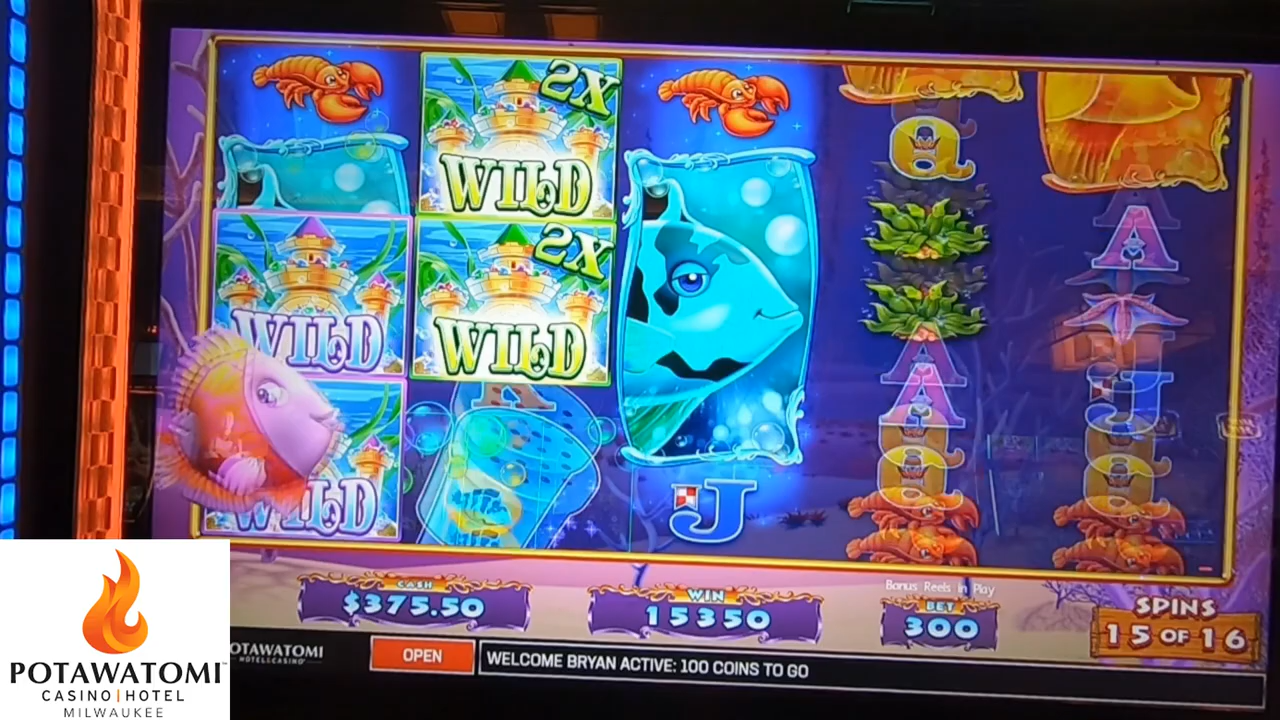 2X
WILD
Q
2X
WILD
WILD
A
WILD
K
J
A
Q
Q
J
Bonus Reels in Play
CASH
$375.50
WIN
15350
BET
300
SPINS
15 OF 16
POTAWATOMI
CASINO | HOTEL
MILWAUKEE
OTAWATOMI
HOTEL & CASINO
OPEN
WELCOME BRYAN ACTIVE: 100 COINS TO GO